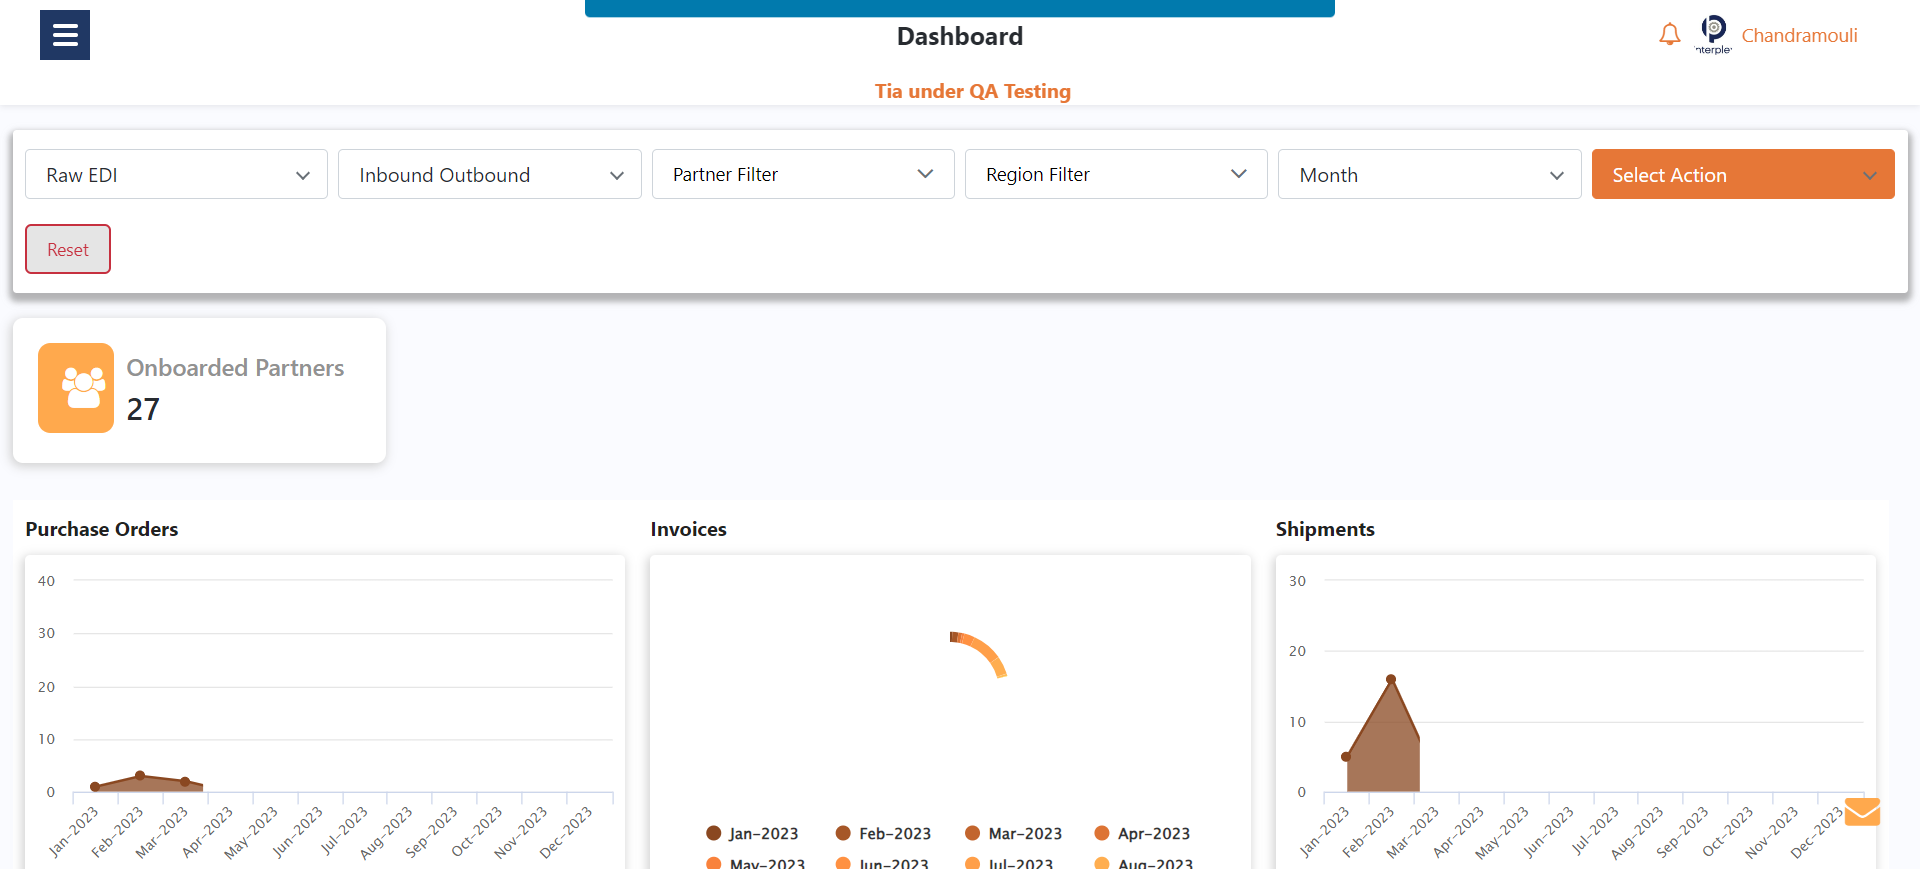 Dashboard
Chandramouli
Tia under QA Testing
Raw EDI
Inbound Outbound
Partner Filter
Region Filter
Month
Select Action
Reset
Onboarded Partners
27
Purchase Orders
40
30
20
10
0
Jan-2023
Feb-2023
Mar-2023
Apr-2023
May-2023
Jun-2023
Jul-2023
Aug-2023
Sep-2023
Oct-2023
Nov-2023
Dec-2023
Invoices
Jan-2023
Feb-2023
Mar-2023
Apr-2023
May-2023
Jun-2023
Jul-2023
Aug-2023
Shipments
30
20
10
0
Jan-2023
Feb-2023
Mar-2023
Apr-2023
May-2023
Jun-2023
Jul-2023
Aug-2023
Sep-2023
Oct-2023
Nov-2023
Dec-2023